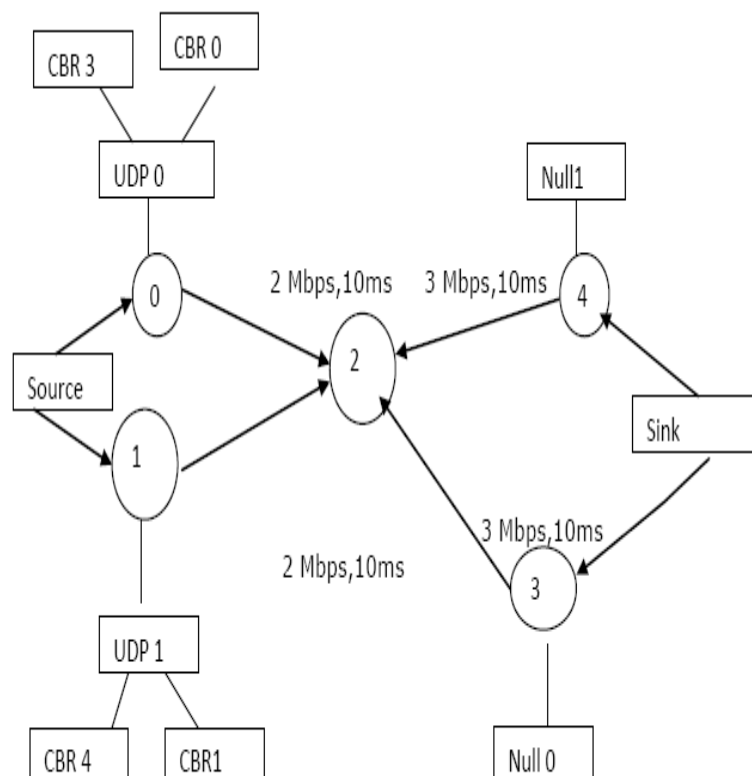 CBR 3
CBR 0
UDP 0
Null1
0
2 Mbps,10ms
3 Mbps,10ms
4
2
Source
1
Sink
3 Mbps,10ms
2 Mbps,10ms
3
UDP 1
CBR 4
CBR1
Null 0